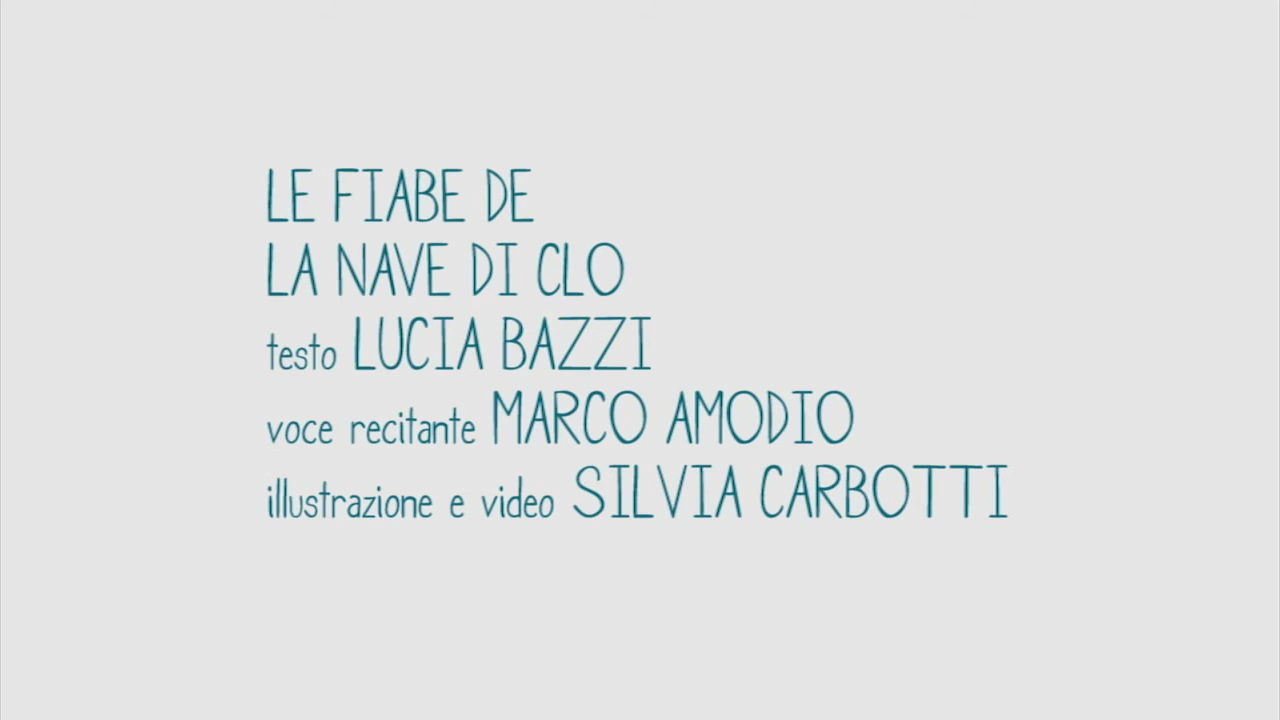 LE FIABE DE
LA NAVE DI CLO
testo LUCIA BAZZI
voce recitante MARCO AMODIO
illustrazione e video SILVIA CARBOTTI